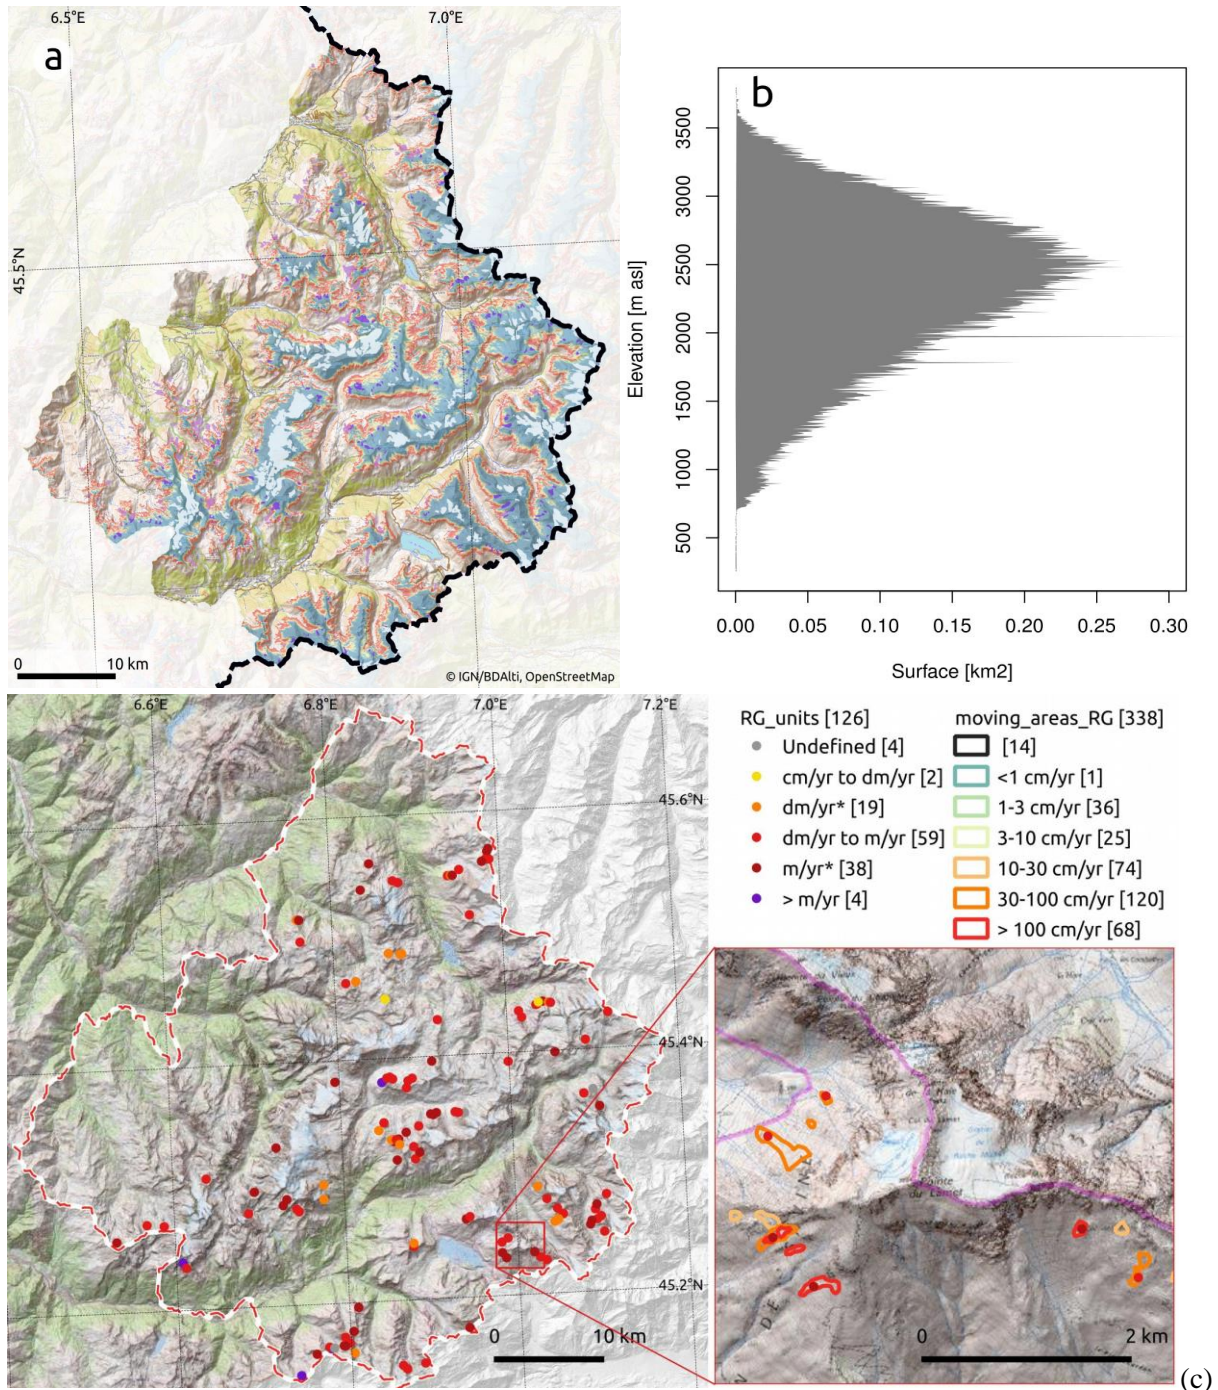 6.5°E
7.0°E
a
45.5°N
0
10 km
© IGN/BDAlti, OpenStreetMap
b
Elevation [m asl]
3500
3000
2500
2000
1500
1000
500
0.00 0.05 0.10 0.15 0.20 0.25 0.30
Surface [km2]
6.6°E
6.8°E
7.0°E
7.2°E
45.6°N
45.4°N
45.2°N
0
10 km
RG_units [126]
Undefined [4]
cm/yr to dm/yr [2]
dm/yr* [19]
dm/yr to m/yr [59]
m/yr* [38]
> m/yr [4]
moving_areas_RG [338]
[14]
<1 cm/yr [1]
1-3 cm/yr [36]
3-10 cm/yr [25]
10-30 cm/yr [74]
30-100 cm/yr [120]
> 100 cm/yr [68]
Pointe
du Lamet
0
2 km
(c)